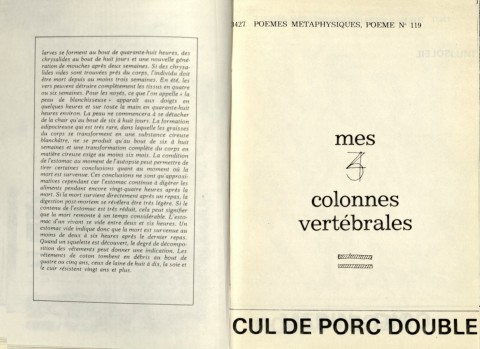 larves se forment au bout de quarante-huit heures, des
chrysalides au bout de huit jours et une nouvelle géné-
ration de mouches après deux semaines. Si des chrysa-
lides vides sont trouvées près du corps, l'individu doit
être mort depuis au moins trois semaines. En été, les
vers peuvent détruire complètement les tissus en quatre
ou six semaines. Pour les noyés, ce que l'on appelle « la
peau de blanchisseuse » apparaît aux doigts en
quelques heures et sur toute la main en quarante-huit
heures environ. La peau ne commencera à se détacher
de la chair qu'au bout de six à huit jours. La formation
adipocireuse qui est très rare, dans laquelle les graisses
du corps se transforment en une substance cireuse
blanchâtre, ne se produit qu'au bout de six à huit
semaines et une transformation complète du corps en
matière cireuse exige au moins six mois. La condition
de l'estomac au moment de l'autopsie peut permettre de
tirer certaines conclusions quant au moment où la
mort est survenue. Ces conclusions ne sont qu'approxi-
matives cependant car l'estomac continue à digérer les
aliments pendant encore vingt-quatre heures après la
mort. Si la mort survient directement après un repas, la
digestion post-mortem se révélera être très légère. Si le
contenu de l'estomac est très réduit, cela peut signifier
que la mort remonte à un temps considérable. L'esto-
mac d'un vivant se vide entre deux et six heures. Un
estomac vide indique donc que la mort est survenue au
moins de deux à six heures après le dernier repas.
Quand un squelette est découvert, le degré de décompo-
sition des vêtements peut donner une indication. Les
vêtements de coton tombent en débris au bout de
quatre ou cinq ans, ceux de laine de huit à dix, la soie et
le cuir résistent vingt ans et plus.
3427 POEMES METAPHYSIQUES, POEME N° 119
mes
3
colonnes
vertébrales
CUL DE PORC DOUBLE